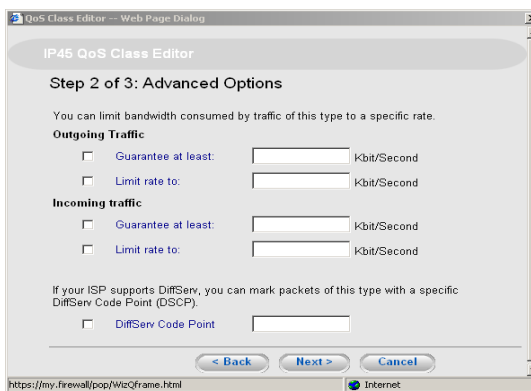 QoS Class Editor -- Web Page Dialog
IP45 QoS Class Editor
Step 2 of 3: Advanced Options
You can limit bandwidth consumed by traffic of this type to a specific rate.
Outgoing Traffic
Guarantee at least: Kbit/Second
Limit rate to: Kbit/Second
Incoming traffic
Guarantee at least: Kbit/Second
Limit rate to: Kbit/Second
If your ISP supports DiffServ, you can mark packets of this type with a specific
DiffServ Code Point (DSCP).
DiffServ Code Point
< Back Next > Cancel
https://my.firewall/pop/WizQframe.html Internet